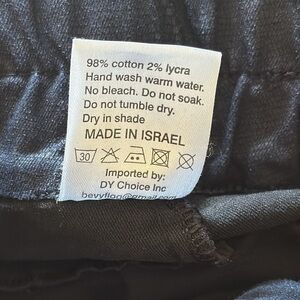 98% cotton 2% lycra
Hand wash warm water.
No bleach. Do not soak.
Do not tumble dry.
Dry in shade
MADE IN ISRAEL
30
Imported by:
DY Choice Inc